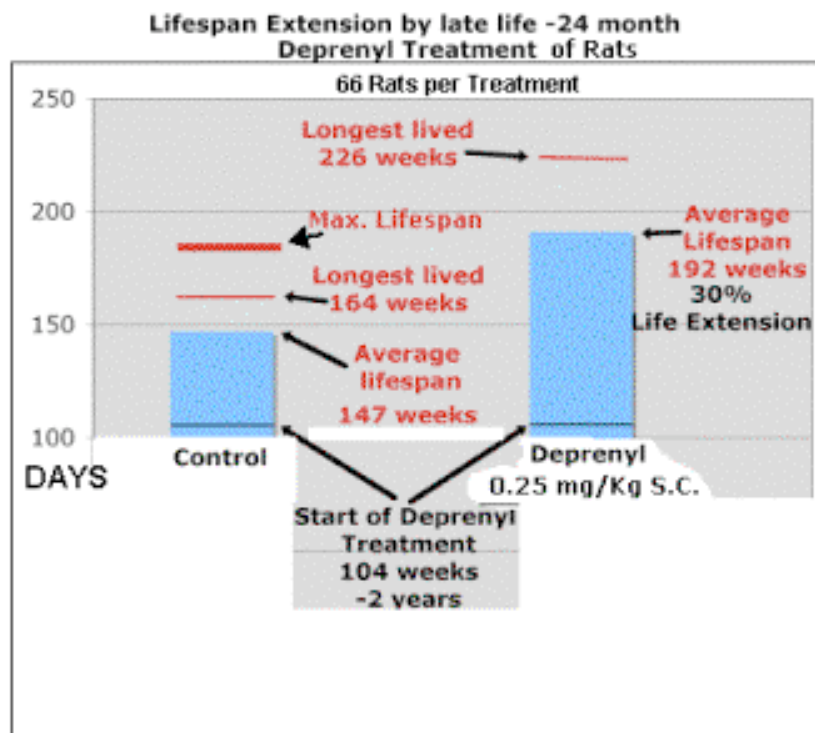 Lifespan Extension by late life -24 month
Deprenyl Treatment of Rats
66 Rats per Treatment
250
200
150
100
DAYS
Longest lived
226 weeks
Max. Lifespan
Longest lived
164 weeks
Average
lifespan
147 weeks
Average
Lifespan
192 weeks
30%
Life Extension
Control
Deprenyl
0.25 mg/Kg S.C.
Start of Deprenyl
Treatment
104 weeks
-2 years